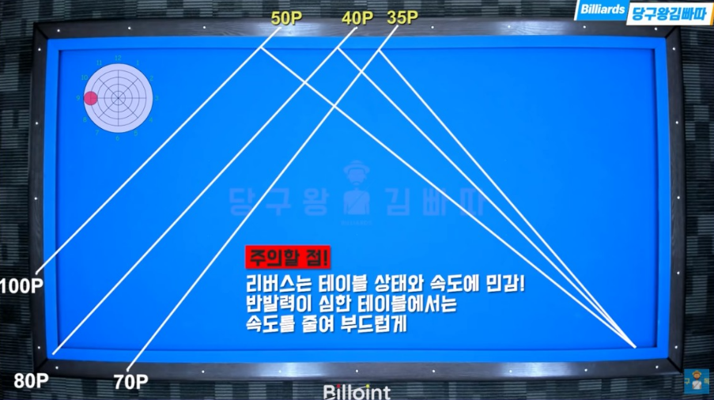 50P 40P 35P
Billiards 당구왕김빠따
당구왕 김빠따
100P
주의할 점!
리버스는 테이블 상태와 속도에 민감!
반발력이 심한 테이블에서는
속도를 줄여 부드럽게
80P 70P
Billoint